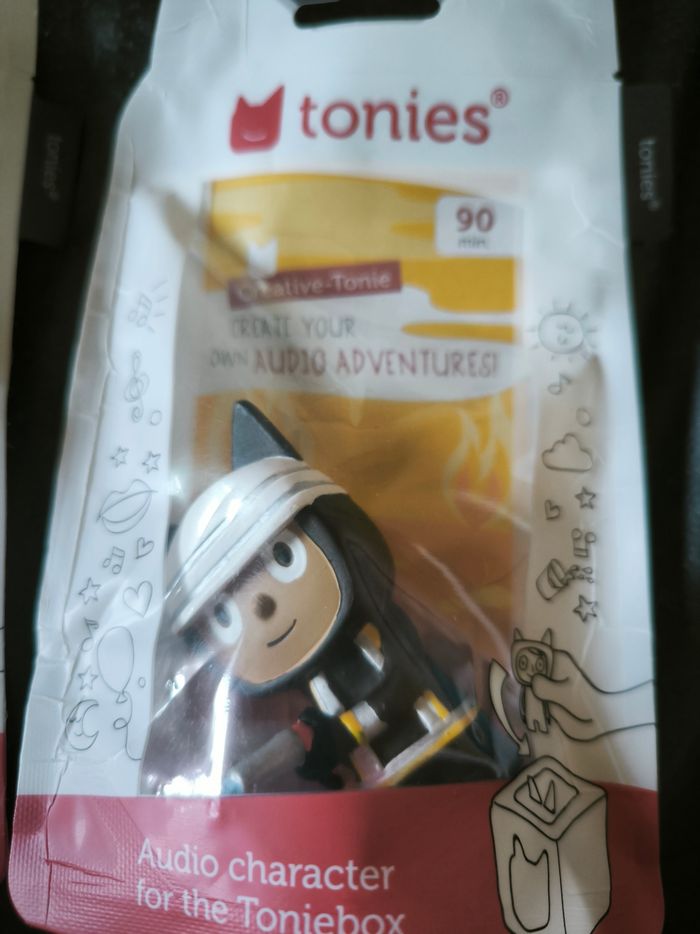 tonies®
90
min.
Creative-Tonie
CREATE YOUR
OWN AUDIO ADVENTURES!
Audio character
for the Toniebox
tonies®
tonies®